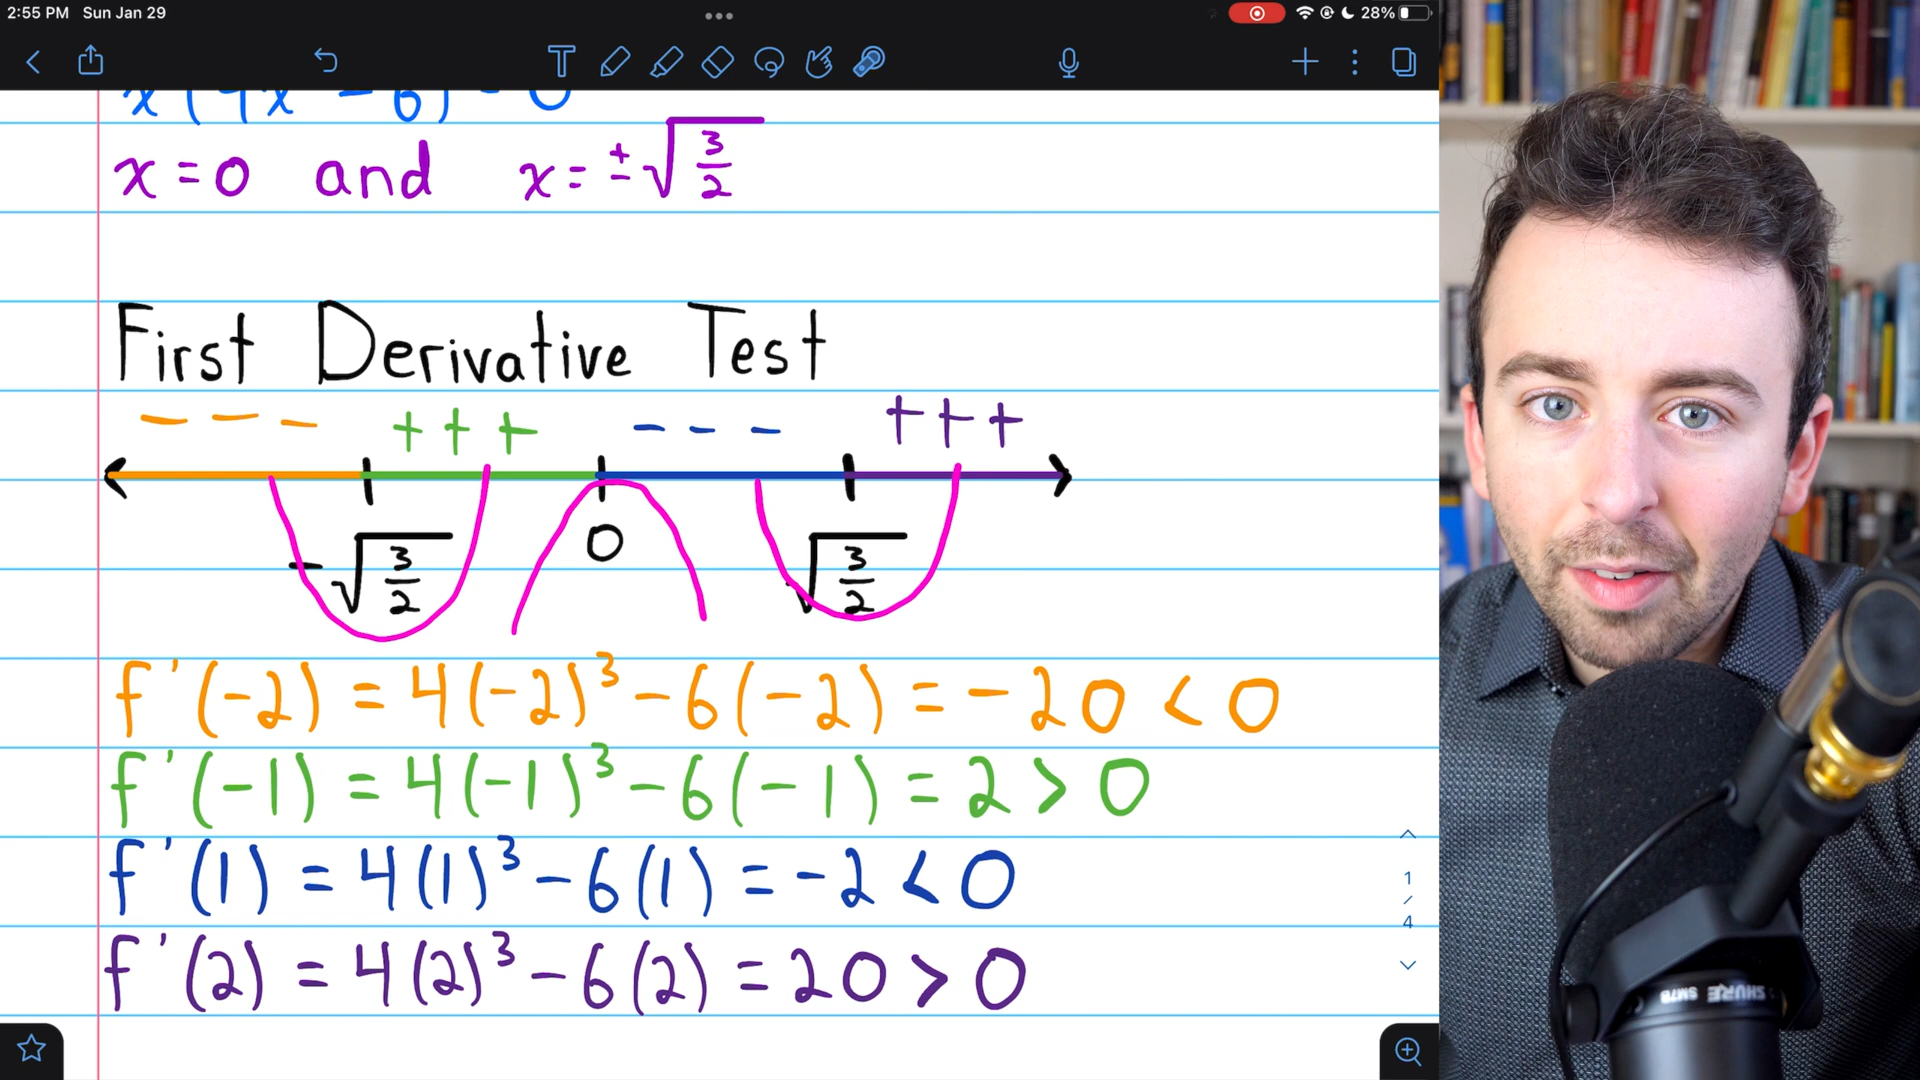 2:55 PM Sun Jan 29
28%
x = 0 and x = ±√(3/2)
First Derivative Test
− − − + + + − − − + + +
−√(3/2) 0 √(3/2)
f'(-2) = 4(-2)³ - 6(-2) = -20 < 0
f'(-1) = 4(-1)³ - 6(-1) = 2 > 0
f'(1) = 4(1)³ - 6(1) = -2 < 0
f'(2) = 4(2)³ - 6(2) = 20 > 0
1
/
4
SHURE SM7B